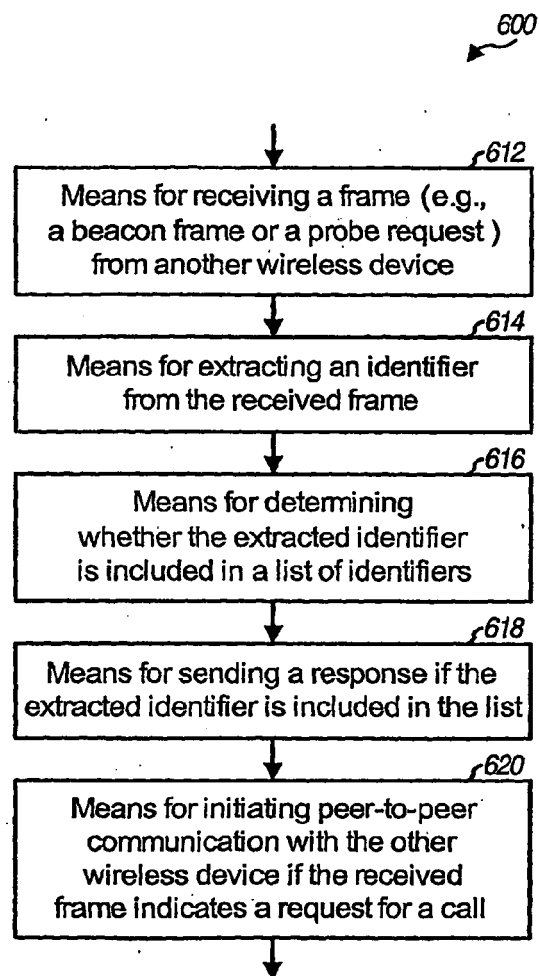 600
612
Means for receiving a frame (e.g.,
a beacon frame or a probe request)
from another wireless device
614
Means for extracting an identifier
from the received frame
616
Means for determining
whether the extracted identifier
is included in a list of identifiers
618
Means for sending a response if the
extracted identifier is included in the list
620
Means for initiating peer-to-peer
communication with the other
wireless device if the received
frame indicates a request for a call